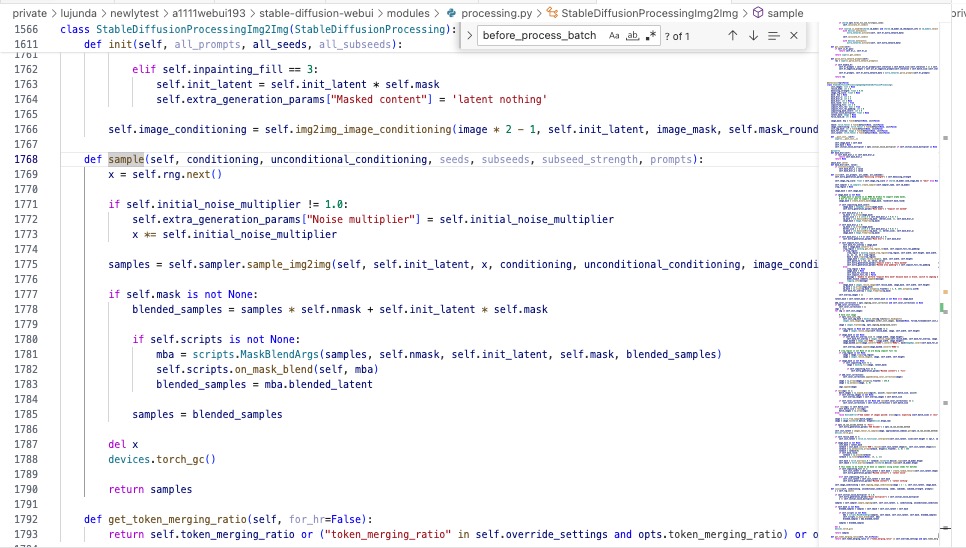 private › lujunda › newlytest › a1111webui193 › stable-diffusion-webui › modules › processing.py › StableDiffusionProcessingImg2Img › sample
1566 class StableDiffusionProcessingImg2Img(StableDiffusionProcessing):
before_process_batch Aa ab .* ? of 1
1611 def init(self, all_prompts, all_seeds, all_subseeds):
1761
1762 elif self.inpainting_fill == 3:
1763 self.init_latent = self.init_latent * self.mask
1764 self.extra_generation_params["Masked content"] = 'latent nothing'
1765
1766 self.image_conditioning = self.img2img_image_conditioning(image * 2 - 1, self.init_latent, image_mask, self.mask_round
1767
1768 def sample(self, conditioning, unconditional_conditioning, seeds, subseeds, subseed_strength, prompts):
1769 x = self.rng.next()
1770
1771 if self.initial_noise_multiplier != 1.0:
1772 self.extra_generation_params["Noise multiplier"] = self.initial_noise_multiplier
1773 x *= self.initial_noise_multiplier
1774
1775 samples = self.sampler.sample_img2img(self, self.init_latent, x, conditioning, unconditional_conditioning, image_condi
1776
1777 if self.mask is not None:
1778 blended_samples = samples * self.nmask + self.init_latent * self.mask
1779
1780 if self.scripts is not None:
1781 mba = scripts.MaskBlendArgs(samples, self.nmask, self.init_latent, self.mask, blended_samples)
1782 self.scripts.on_mask_blend(self, mba)
1783 blended_samples = mba.blended_latent
1784
1785 samples = blended_samples
1786
1787 del x
1788 devices.torch_gc()
1789
1790 return samples
1791
1792 def get_token_merging_ratio(self, for_hr=False):
1793 return self.token_merging_ratio or ("token_merging_ratio" in self.override_settings and opts.token_merging_ratio) or o
1794